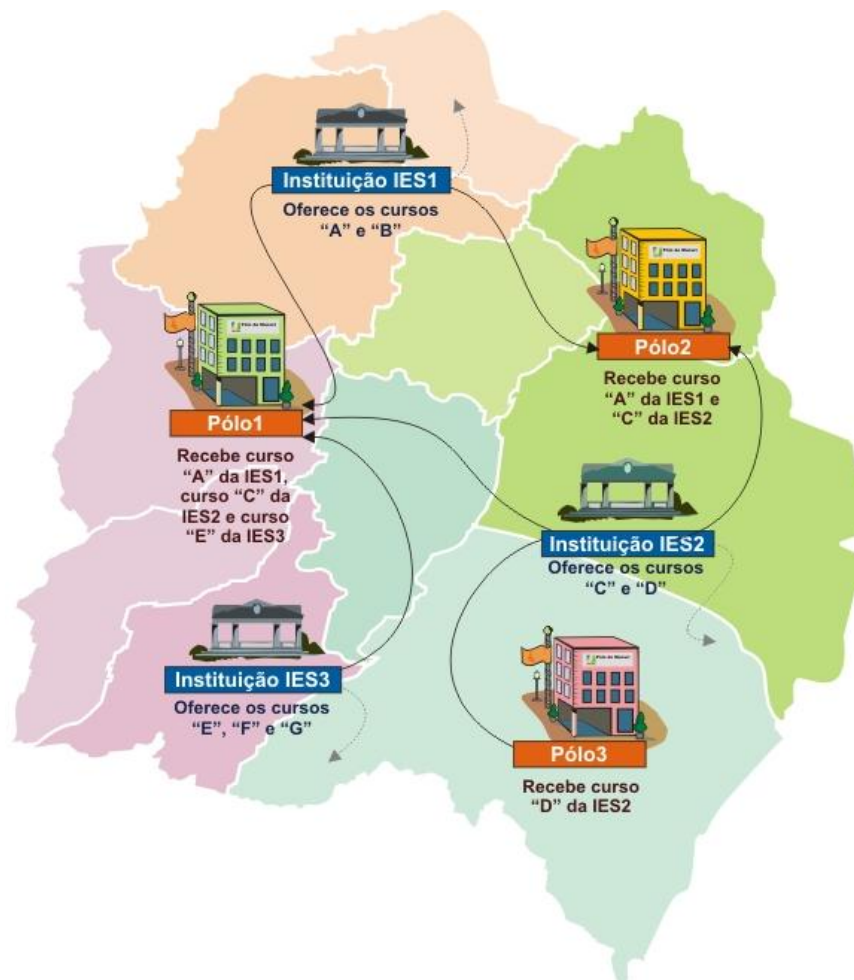 Instituição IES1
Oferece os cursos
“A” e “B”
Pólo2
Recebe curso
“A” da IES1 e
“C” da IES2
Pólo1
Recebe curso
“A” da IES1,
curso “C” da
IES2 e curso
“E” da IES3
Instituição IES2
Oferece os cursos
“C” e “D”
Instituição IES3
Oferece os cursos
“E”, “F” e “G”
Pólo3
Recebe curso
“D” da IES2